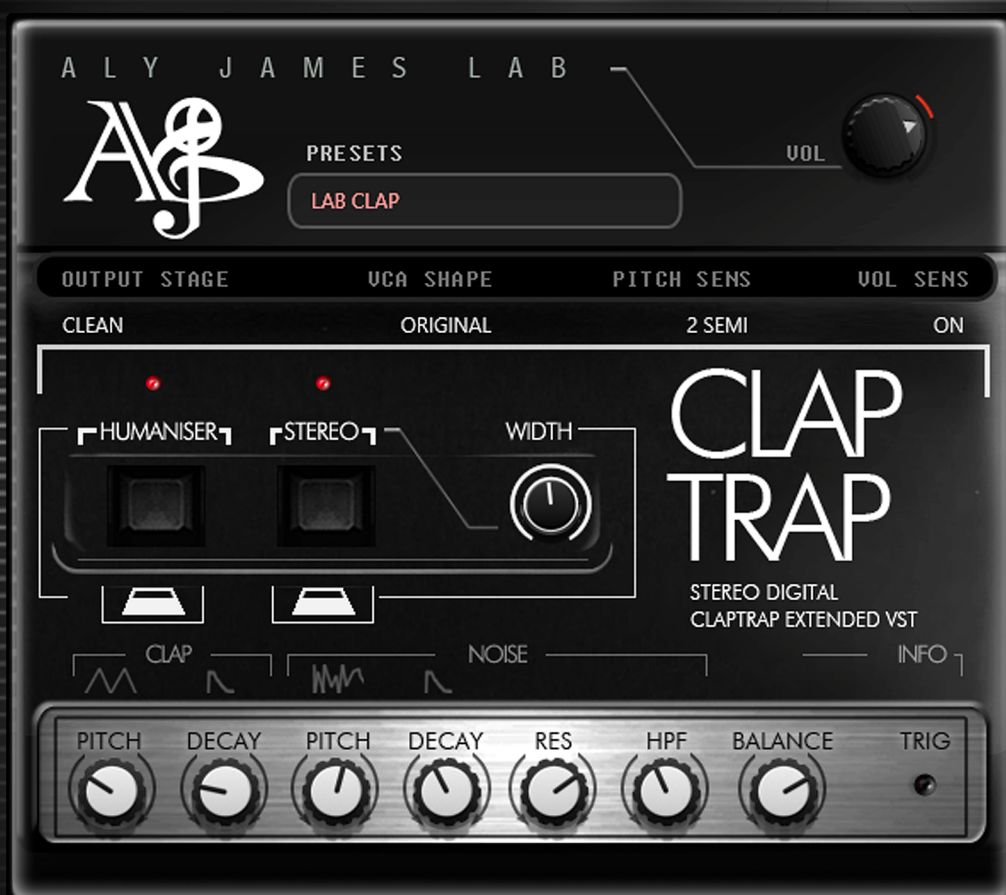 ALY JAMES LAB
AJ
PRESETS
VOL
LAB CLAP
OUTPUT STAGE VCA SHAPE PITCH SENS VOL SENS
CLEAN ORIGINAL 2 SEMI ON
CLAP
TRAP
HUMANISER STEREO WIDTH
STEREO DIGITAL
CLAPTRAP EXTENDED VST
CLAP NOISE INFO
PITCH DECAY PITCH DECAY RES HPF BALANCE TRIG